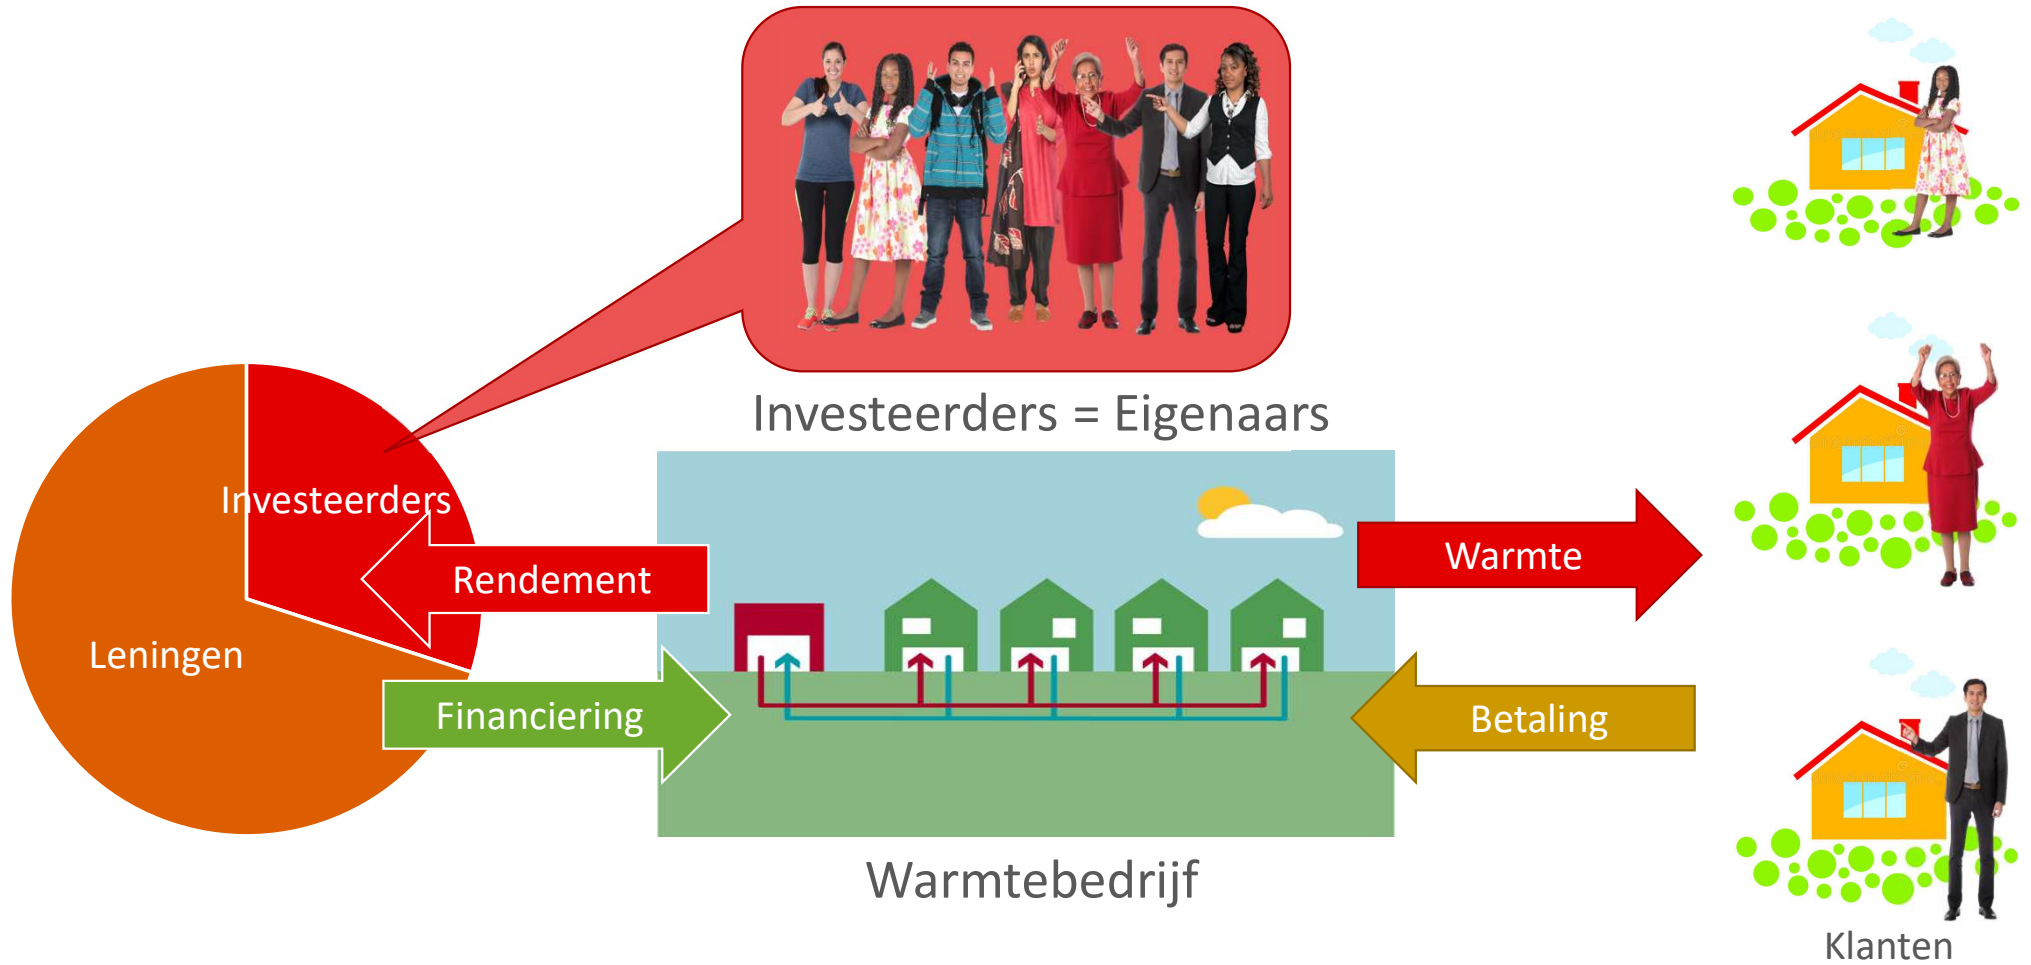 Investeerders = Eigenaars
Investeerders
Rendement
Leningen
Financiering
Warmte
Betaling
Warmtebedrijf
Klanten